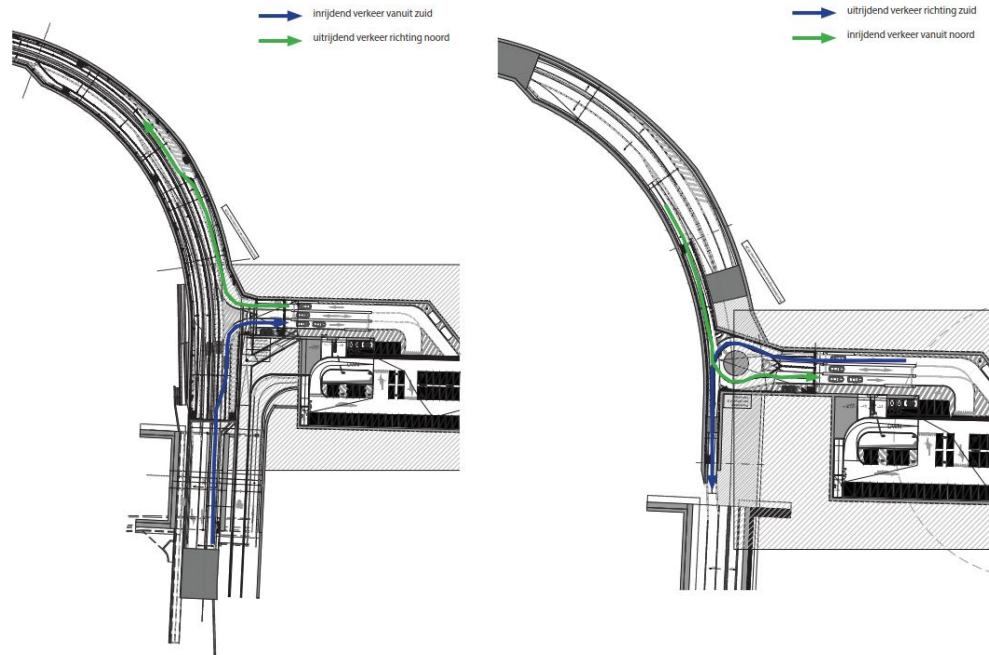 inrijdend verkeer vanuit zuid
uitrijdend verkeer richting noord
uitrijdend verkeer richting zuid
inrijdend verkeer vanuit noord